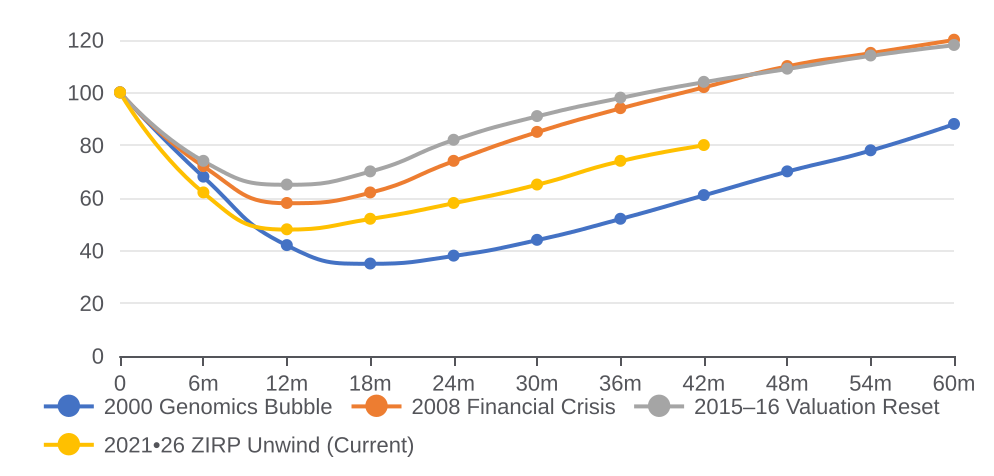 120
100
80
60
40
20
0
0 6m 12m 18m 24m 30m 36m 42m 48m 54m 60m
2000 Genomics Bubble 2008 Financial Crisis 2015–16 Valuation Reset
2021•26 ZIRP Unwind (Current)